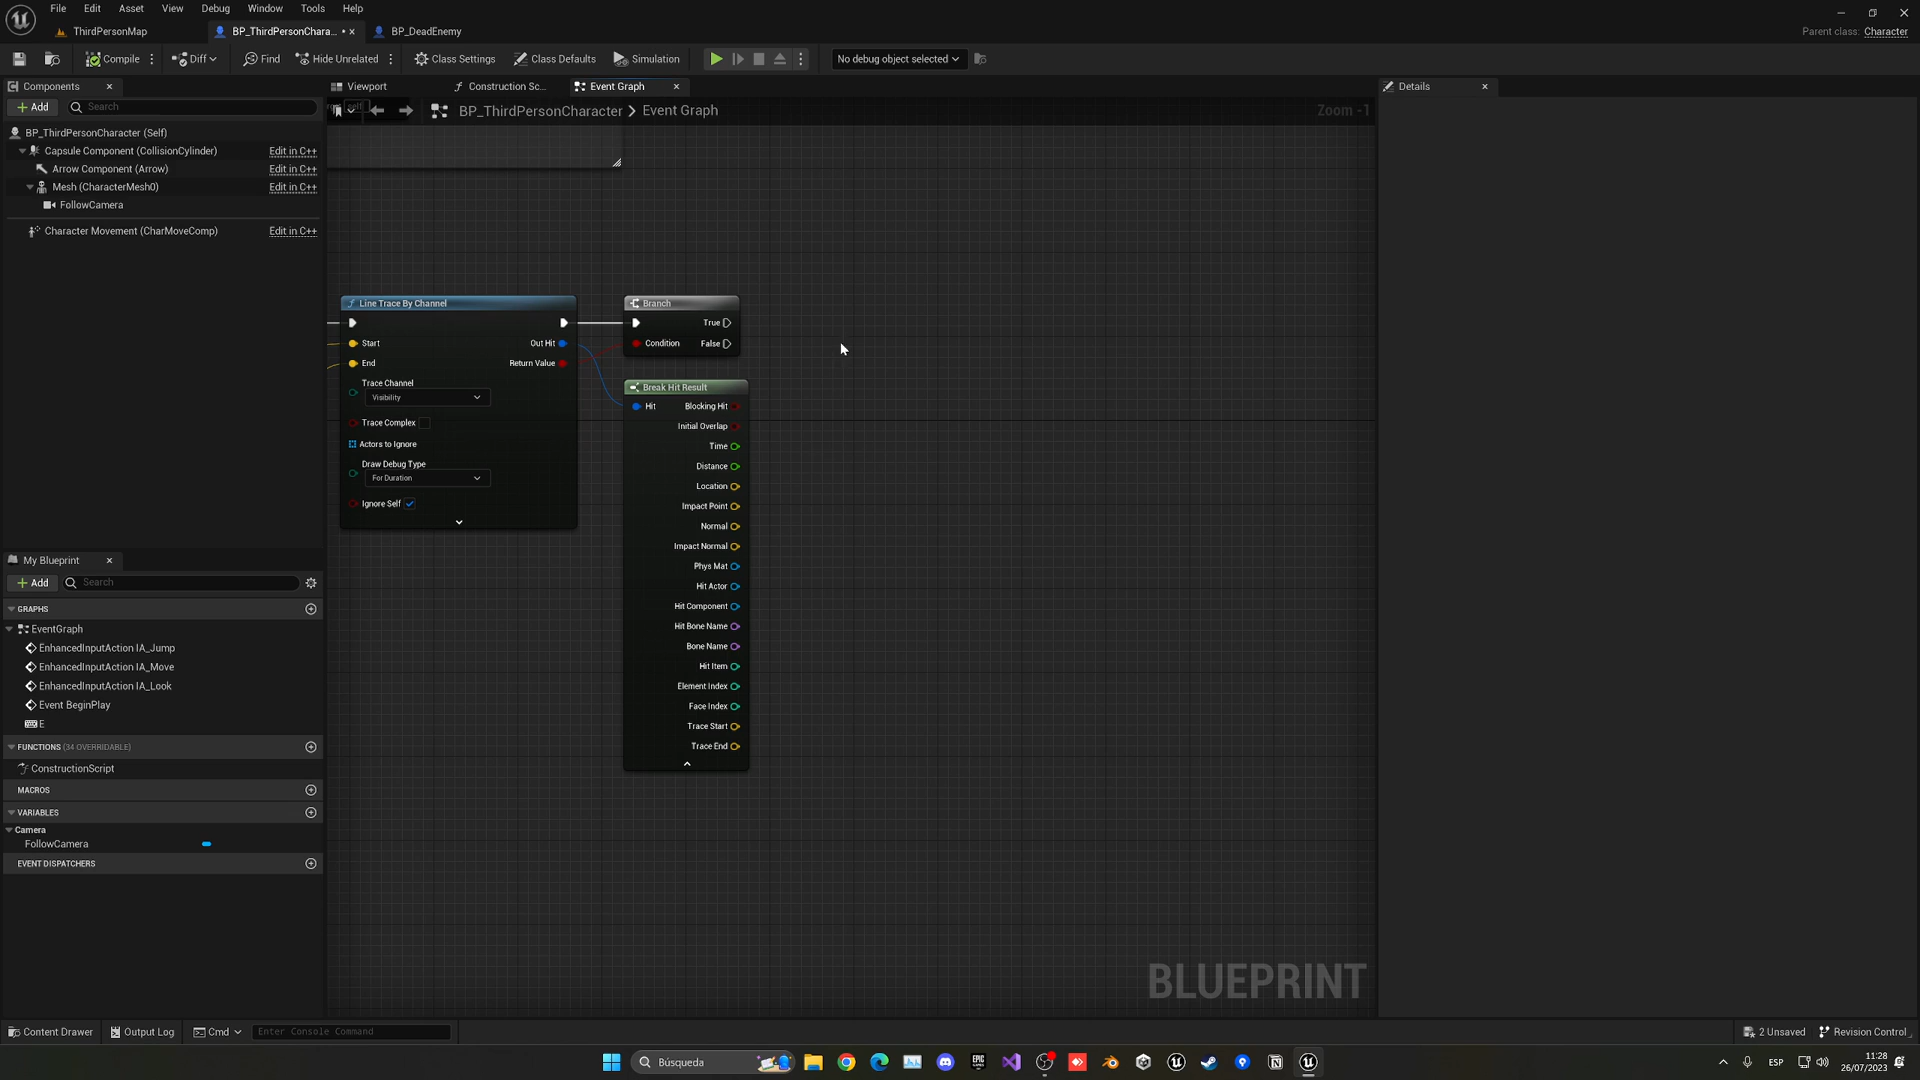 File Edit Asset View Debug Window Tools Help
ThirdPersonMap BP_ThirdPersonChara... • × BP_DeadEnemy
Parent class: Character
Compile Diff Find Hide Unrelated Class Settings Class Defaults Simulation No debug object selected
Components
Viewport Construction Sc... Event Graph
Details
Add Search
BP_ThirdPersonCharacter > Event Graph
Zoom -1
BP_ThirdPersonCharacter (Self)
Capsule Component (CollisionCylinder) Edit in C++
Arrow Component (Arrow) Edit in C++
Mesh (CharacterMesh0) Edit in C++
FollowCamera
Character Movement (CharMoveComp) Edit in C++
Line Trace By Channel
Start
End
Out Hit
Return Value
Trace Channel
Visibility
Trace Complex
Actors to Ignore
Draw Debug Type
For Duration
Ignore Self
Branch
True
Condition False
Break Hit Result
Hit Blocking Hit
Initial Overlap
Time
Distance
Location
Impact Point
Normal
Impact Normal
Phys Mat
Hit Actor
Hit Component
Hit Bone Name
Bone Name
Hit Item
Element Index
Face Index
Trace Start
Trace End
My Blueprint
Add Search
GRAPHS
EventGraph
EnhancedInputAction IA_Jump
EnhancedInputAction IA_Move
EnhancedInputAction IA_Look
Event BeginPlay
E
FUNCTIONS (34 OVERRIDABLE)
ConstructionScript
MACROS
VARIABLES
Camera
FollowCamera
EVENT DISPATCHERS
BLUEPRINT
Content Drawer Output Log Cmd Enter Console Command
2 Unsaved Revision Control
Búsqueda
ESP
11:28
26/07/2023